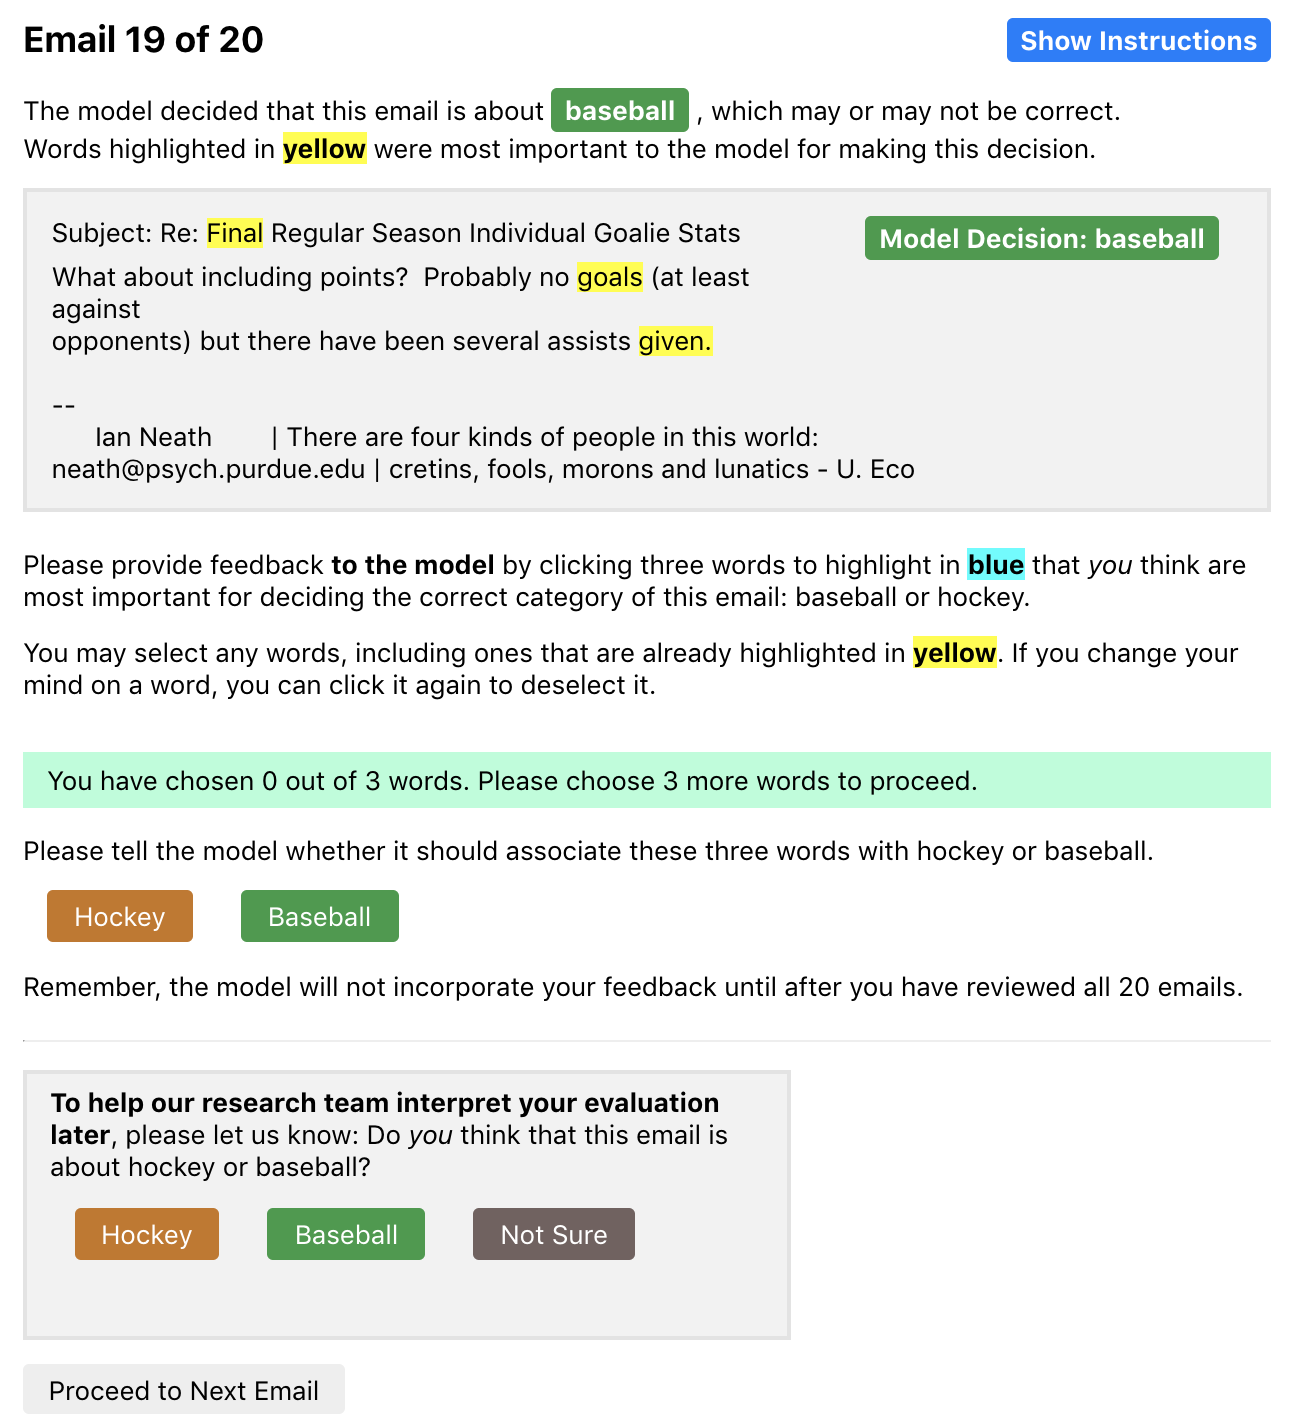 Email 19 of 20
Show Instructions
The model decided that this email is about baseball , which may or may not be correct.
Words highlighted in yellow were most important to the model for making this decision.
Subject: Re: Final Regular Season Individual Goalie Stats
Model Decision: baseball
What about including points?  Probably no goals (at least
against
opponents) but there have been several assists given.
--
Ian Neath        | There are four kinds of people in this world:
neath@psych.purdue.edu | cretins, fools, morons and lunatics - U. Eco
Please provide feedback to the model by clicking three words to highlight in blue that you think are
most important for deciding the correct category of this email: baseball or hockey.
You may select any words, including ones that are already highlighted in yellow. If you change your
mind on a word, you can click it again to deselect it.
You have chosen 0 out of 3 words. Please choose 3 more words to proceed.
Please tell the model whether it should associate these three words with hockey or baseball.
Hockey Baseball
Remember, the model will not incorporate your feedback until after you have reviewed all 20 emails.
To help our research team interpret your evaluation
later, please let us know: Do you think that this email is
about hockey or baseball?
Hockey Baseball Not Sure
Proceed to Next Email